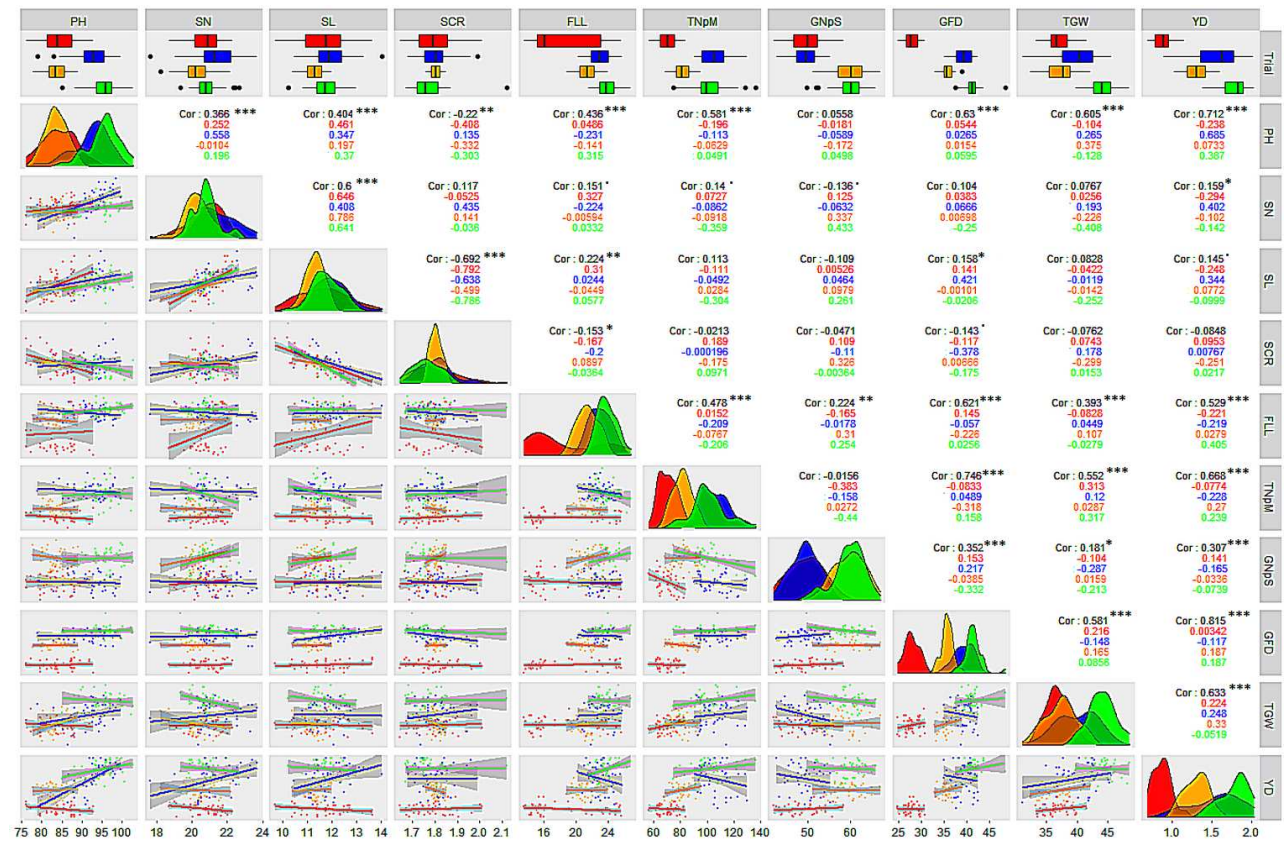 PH SN SL SCR FLL TNpM GNpS GFD TGW YD
Trial
Cor : 0.366 *** Cor : 0.404 *** Cor : -0.22 ** Cor : 0.436 *** Cor : 0.581 *** Cor : 0.0558 Cor : 0.63 *** Cor : 0.605 *** Cor : 0.712 ***
0.252 0.461 -0.408 0.0486 -0.196 -0.0181 0.0544 -0.104 -0.238
0.558 0.347 0.135 -0.231 -0.113 -0.0589 0.0265 0.265 0.685
-0.0104 0.197 -0.332 -0.141 -0.0829 -0.172 0.0154 0.375 0.0733
0.196 0.37 -0.303 0.315 0.0491 0.0498 0.0595 -0.128 0.387
PH
Cor : 0.6 *** Cor : 0.117 Cor : 0.151 · Cor : 0.14 · Cor : -0.136 · Cor : 0.104 Cor : 0.0767 Cor : 0.159 *
0.646 -0.0525 0.327 0.0727 0.125 0.0383 0.0256 -0.294
0.408 0.435 -0.224 -0.0862 -0.0632 0.0666 0.193 0.402
0.786 0.141 -0.00594 -0.0918 0.337 0.00698 -0.226 -0.102
0.641 -0.036 0.0332 -0.359 0.433 -0.25 -0.408 -0.142
SN
Cor : -0.692 *** Cor : 0.224 ** Cor : 0.113 Cor : -0.109 Cor : 0.158 * Cor : 0.0828 Cor : 0.145 ·
-0.792 0.31 -0.111 0.00526 0.141 -0.0422 -0.248
-0.638 0.0244 -0.0492 0.0464 0.421 -0.0119 0.344
-0.499 -0.0449 0.0284 0.0979 -0.00101 -0.0142 0.0772
-0.786 0.0577 -0.304 0.261 -0.0206 -0.252 -0.0999
SL
Cor : -0.153 * Cor : -0.0213 Cor : -0.0471 Cor : -0.143 · Cor : -0.0762 Cor : -0.0848
-0.167 0.189 0.109 -0.117 0.0743 0.0953
-0.2 -0.000196 -0.11 -0.378 0.178 0.00767
0.0897 -0.175 0.326 0.00666 -0.299 -0.251
-0.0364 0.0971 -0.00364 -0.175 0.0153 0.0217
SCR
Cor : 0.478 *** Cor : 0.224 ** Cor : 0.621 *** Cor : 0.393 *** Cor : 0.529 ***
0.0152 -0.165 0.145 -0.0828 -0.221
-0.209 -0.0178 -0.057 0.0449 -0.219
-0.0767 0.31 -0.226 0.107 0.0279
-0.206 0.254 0.0256 -0.0279 0.405
FLL
Cor : -0.0156 Cor : 0.746 *** Cor : 0.552 *** Cor : 0.668 ***
-0.383 -0.0833 0.313 -0.0774
-0.158 0.0489 0.12 -0.228
0.0272 -0.318 0.0287 0.27
-0.44 0.158 0.317 0.239
TNpM
Cor : 0.352 *** Cor : 0.181 * Cor : 0.307 ***
0.153 -0.104 0.141
0.217 -0.287 -0.165
-0.0385 0.0159 -0.0336
-0.332 -0.213 -0.0739
GNpS
Cor : 0.581 *** Cor : 0.815 ***
0.216 0.00342
-0.148 -0.117
0.165 0.187
0.0856 0.187
GFD
Cor : 0.633 ***
0.224
0.248
0.33
-0.0519
TGW
YD
75 80 85 90 95 100 18 20 22 24 10 11 12 13 14 1.7 1.8 1.9 2.0 2.1 16 20 24 60 80 100 120 140 50 60 25 30 35 40 45 35 40 45 1.0 1.5 2.0